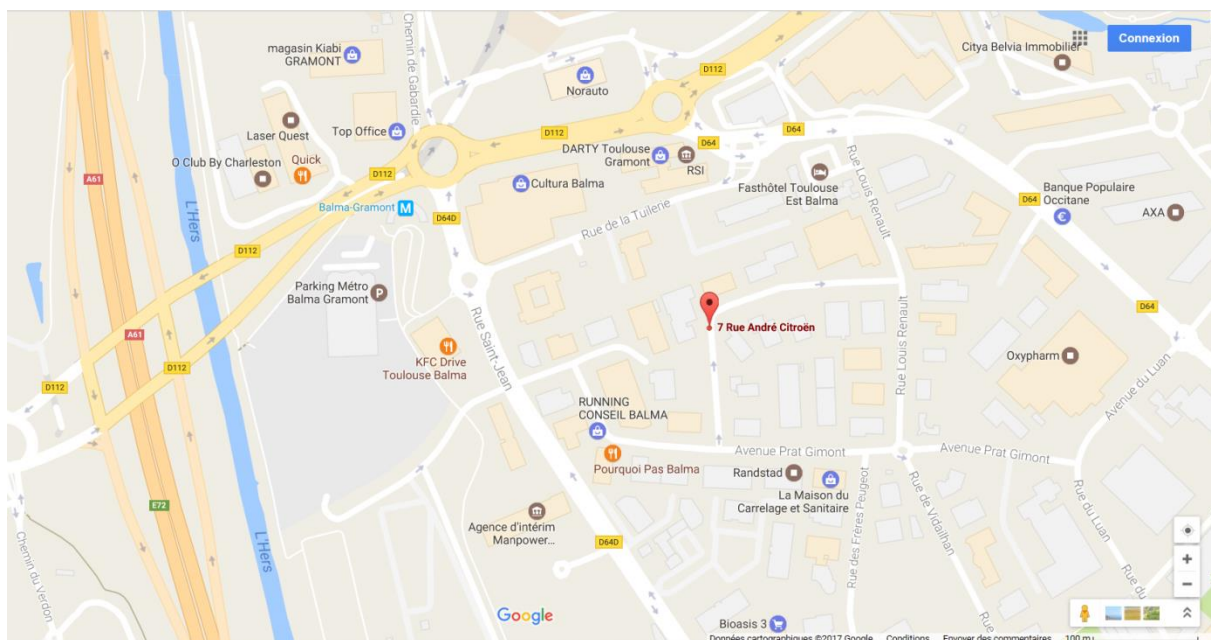 Connexion
Citya Belvia Immobilier
magasin Kiabi
GRAMONT
Chemin de Gabardie
D112
Norauto
Laser Quest
Top Office
D112
D64
D64
DARTY Toulouse
Gramont
RSI
O Club By Charleston
Quick
D112
Cultura Balma
Fasthôtel Toulouse
Est Balma
Rue Louis Renault
Banque Populaire
Occitane
D64
AXA
A61
L'Hers
Balma-Gramont
M
D64D
Rue de la Tuilerie
D112
Parking Métro
Balma Gramont
P
7 Rue André Citroën
D64
A61
Rue Saint-Jean
KFC Drive
Toulouse Balma
Rue Louis Renault
Oxypharm
Avenue du Luan
D112
D112
RUNNING
CONSEIL BALMA
Avenue Prat Gimont
Avenue Prat Gimont
Pourquoi Pas Balma
Randstad
La Maison du
Carrelage et Sanitaire
E72
Agence d'intérim
Manpower...
D64D
L'Hers
Rue des Frères Peugeot
Rue de Vidailhan
Rue du Luan
Rue du
Rue
Chemin du Verdon
Google
Bioasis 3
Données cartographiques ©2017 Google Conditions Envoyer des commentaires 100 m